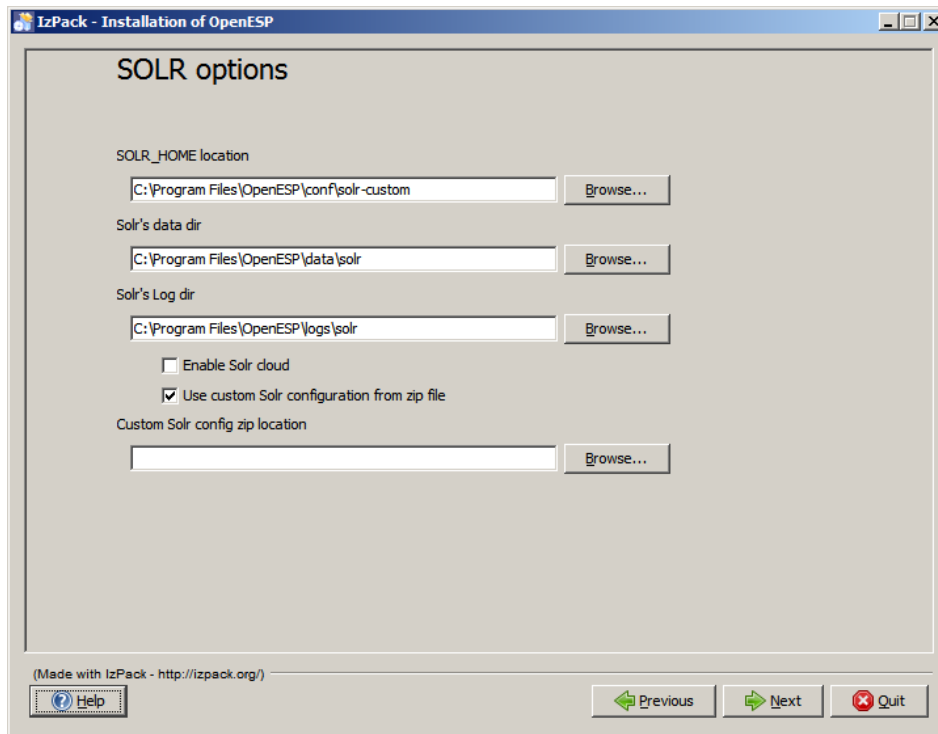 IzPack - Installation of OpenESP
SOLR options
SOLR_HOME location
C:\Program Files\OpenESP\conf\solr-custom
Browse...
Solr's data dir
C:\Program Files\OpenESP\data\solr
Browse...
Solr's Log dir
C:\Program Files\OpenESP\logs\solr
Browse...
Enable Solr cloud
Use custom Solr configuration from zip file
Custom Solr config zip location
Browse...
(Made with IzPack - http://izpack.org/)
Help
Previous
Next
Quit